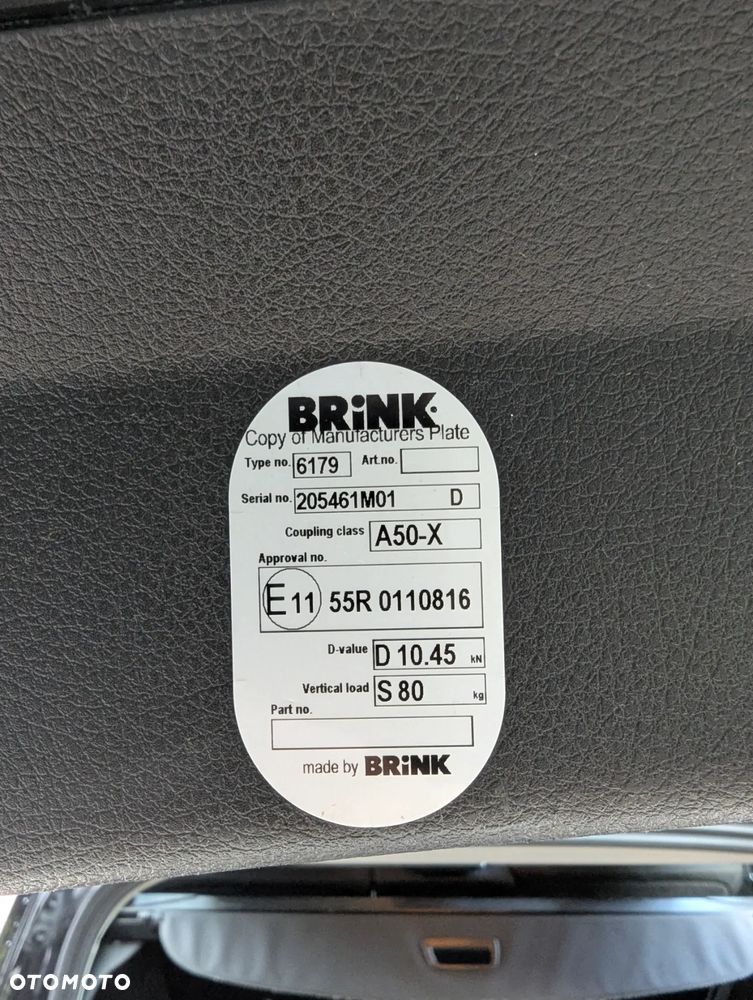 BRiNK
Copy of Manufacturers Plate
Type no. 6179 Art.no.
Serial no. 205461M01 D
Coupling class A50-X
Approval no.
E11 55R 0110816
D-value D 10.45 kN
Vertical load S 80 kg
Part no.
made by BRiNK
OTOMOTO